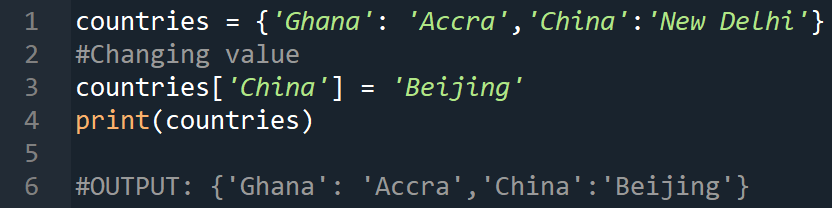 1 countries = {'Ghana': 'Accra','China':'New Delhi'}
2 #Changing value
3 countries['China'] = 'Beijing'
4 print(countries)
5
6 #OUTPUT: {'Ghana': 'Accra','China':'Beijing'}